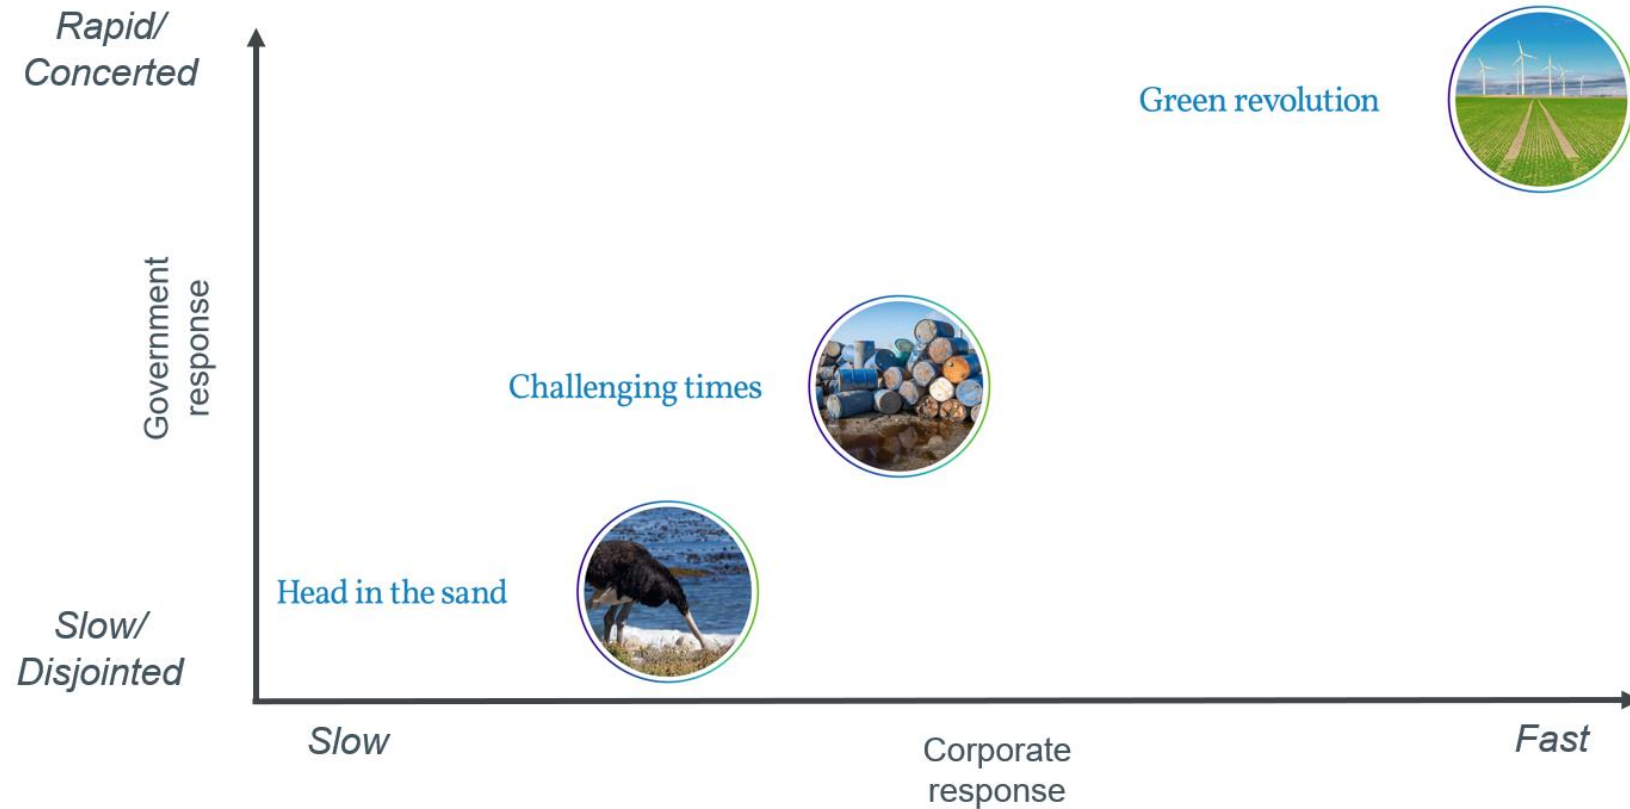 Rapid/
Concerted
Green revolution
Government
response
Challenging times
Head in the sand
Slow/
Disjointed
Slow
Corporate
response
Fast